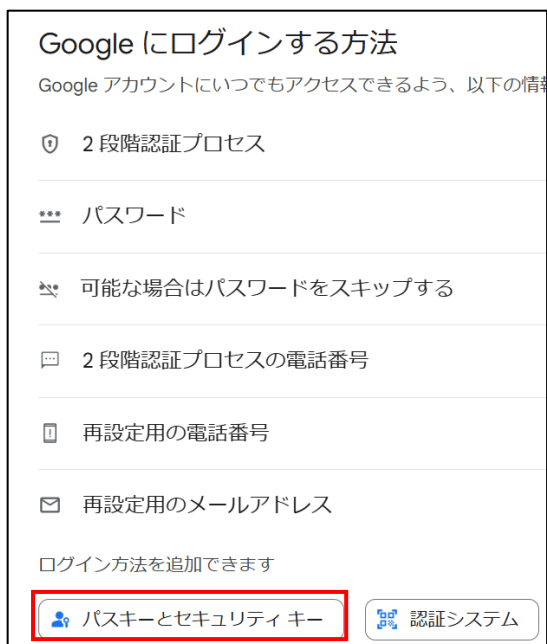 Google にログインする方法
Google アカウントにいつでもアクセスできるよう、以下の情
2 段階認証プロセス
パスワード
可能な場合はパスワードをスキップする
2 段階認証プロセスの電話番号
再設定用の電話番号
再設定用のメールアドレス
ログイン方法を追加できます
パスキーとセキュリティ キー
認証システム